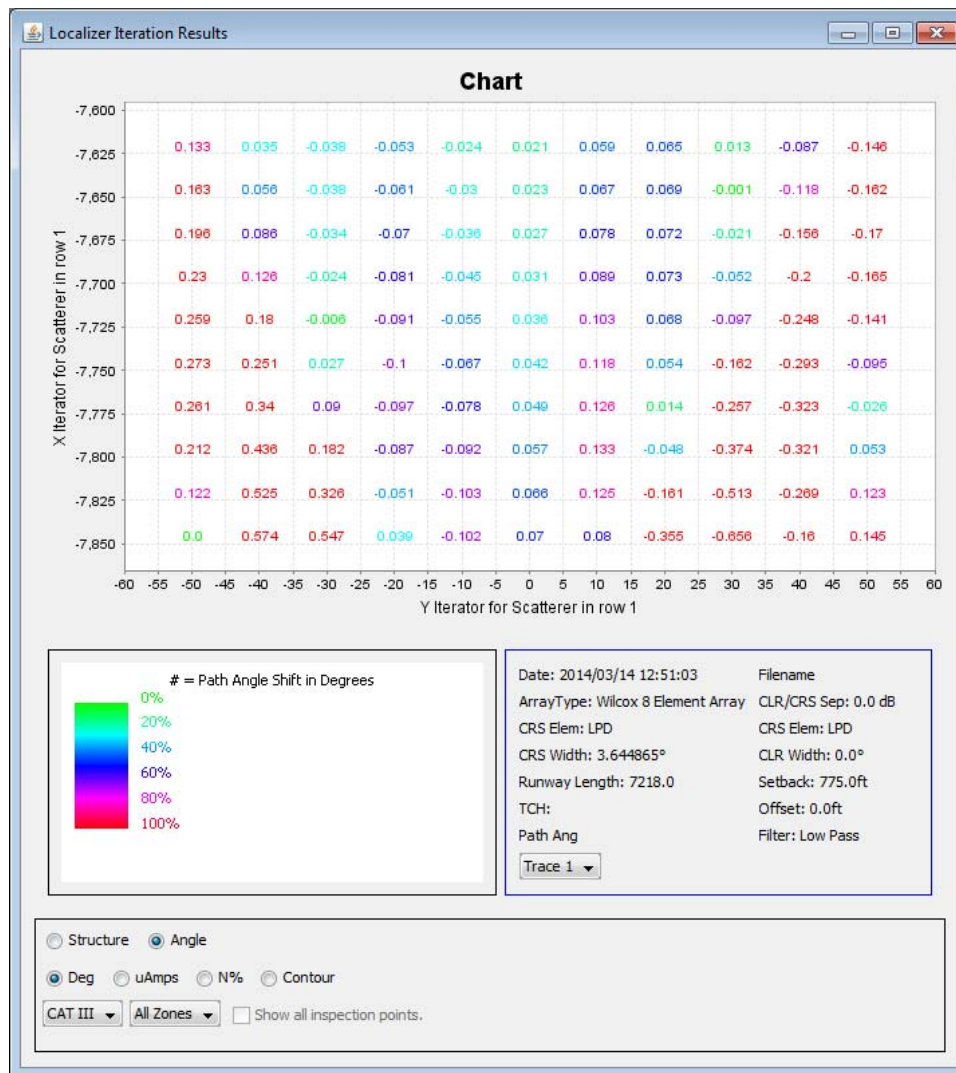 Localizer Iteration Results
Chart
X Iterator for Scatterer in row 1
-7,600
0.133 0.035 -0.038 -0.053 -0.024 0.021 0.059 0.065 0.013 -0.087 -0.146
-7,625
0.163 0.056 -0.038 -0.061 -0.03 0.023 0.067 0.069 -0.001 -0.118 -0.162
-7,650
0.196 0.086 -0.034 -0.07 -0.036 0.027 0.078 0.072 -0.021 -0.156 -0.17
-7,675
0.23 0.126 -0.024 -0.081 -0.045 0.031 0.089 0.073 -0.052 -0.2 -0.165
-7,700
0.259 0.18 -0.006 -0.091 -0.055 0.036 0.103 0.068 -0.097 -0.248 -0.141
-7,725
0.273 0.251 0.027 -0.1 -0.067 0.042 0.118 0.054 -0.162 -0.293 -0.095
-7,750
0.261 0.34 0.09 -0.097 -0.078 0.049 0.126 0.014 -0.257 -0.323 -0.026
-7,775
0.212 0.436 0.182 -0.087 -0.092 0.057 0.133 -0.048 -0.374 -0.321 0.053
-7,800
0.122 0.525 0.326 -0.051 -0.103 0.066 0.125 -0.161 -0.513 -0.269 0.123
-7,825
0.0 0.574 0.547 0.039 -0.102 0.07 0.08 -0.355 -0.656 -0.16 0.145
-7,850
-60 -55 -50 -45 -40 -35 -30 -25 -20 -15 -10 -5 0 5 10 15 20 25 30 35 40 45 50 55 60
Y Iterator for Scatterer in row 1
# = Path Angle Shift in Degrees
0%
20%
40%
60%
80%
100%
Date: 2014/03/14 12:51:03 Filename
ArrayType: Wilcox 8 Element Array CLR/CRS Sep: 0.0 dB
CRS Elem: LPD CRS Elem: LPD
CRS Width: 3.644865° CLR Width: 0.0°
Runway Length: 7218.0 Setback: 775.0ft
TCH: Offset: 0.0ft
Path Ang Filter: Low Pass
Trace 1
Structure Angle
Deg uAmps N% Contour
CAT III All Zones Show all inspection points.